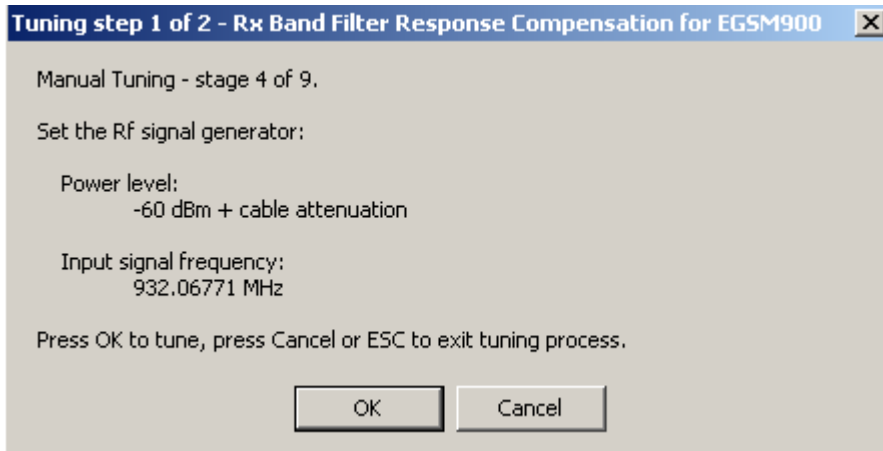 Tuning step 1 of 2 - Rx Band Filter Response Compensation for EGSM900
Manual Tuning - stage 4 of 9.
Set the Rf signal generator:
Power level:
-60 dBm + cable attenuation
Input signal frequency:
932.06771 MHz
Press OK to tune, press Cancel or ESC to exit tuning process.
OK
Cancel